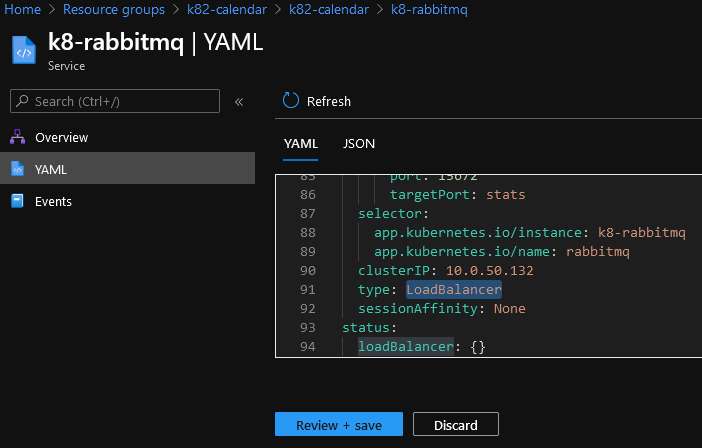 Home > Resource groups > k82-calendar > k82-calendar > k8-rabbitmq
k8-rabbitmq | YAML
Service
Search (Ctrl+/)
«
Overview
YAML
Events
Refresh
YAML JSON
85 port: 15672
86 targetPort: stats
87 selector:
88 app.kubernetes.io/instance: k8-rabbitmq
89 app.kubernetes.io/name: rabbitmq
90 clusterIP: 10.0.50.132
91 type: LoadBalancer
92 sessionAffinity: None
93 status:
94 loadBalancer: {}
Review + save Discard